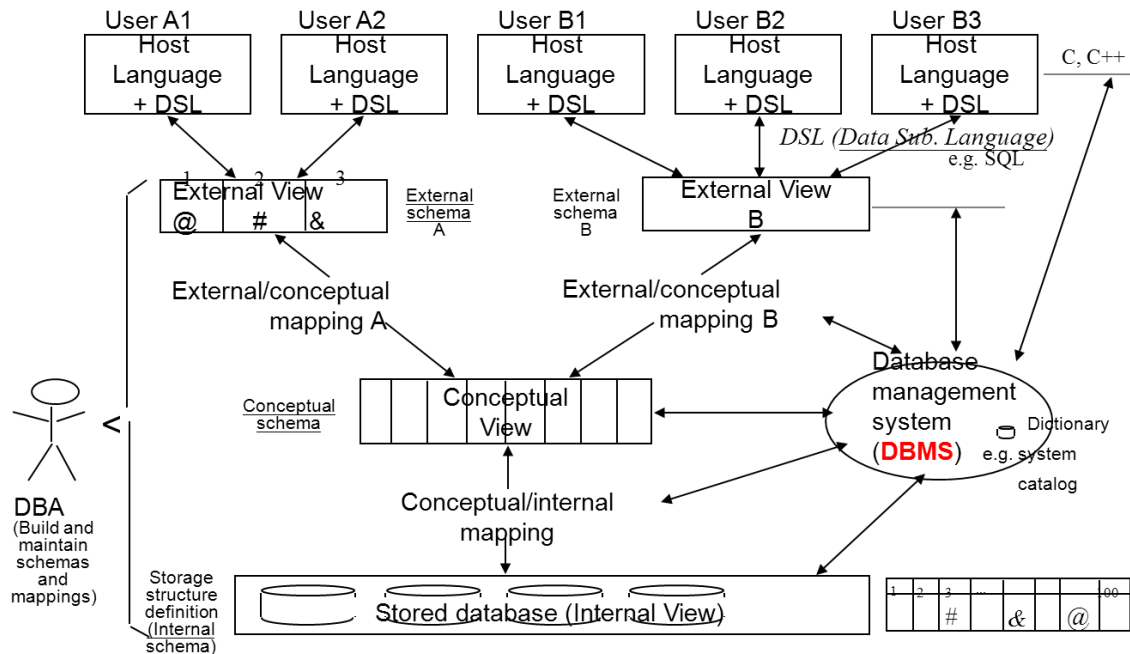 User A1
User A2
User B1
User B2
User B3
Host
Language
+ DSL
Host
Language
+ DSL
Host
Language
+ DSL
Host
Language
+ DSL
Host
Language
+ DSL
C, C++
DSL (Data Sub. Language)
e.g. SQL
1 2 3
External View
@ # &
External
schema
A
External
schema
B
External View
B
External/conceptual
mapping A
External/conceptual
mapping B
Conceptual
schema
Conceptual
View
Database
management
system
(DBMS)
Dictionary
e.g. system
catalog
<
DBA
(Build and
maintain
schemas
and
mappings)
Conceptual/internal
mapping
Storage
structure
definition
(Internal
schema)
Stored database (Internal View)
1 2 3 ... 100
# & @